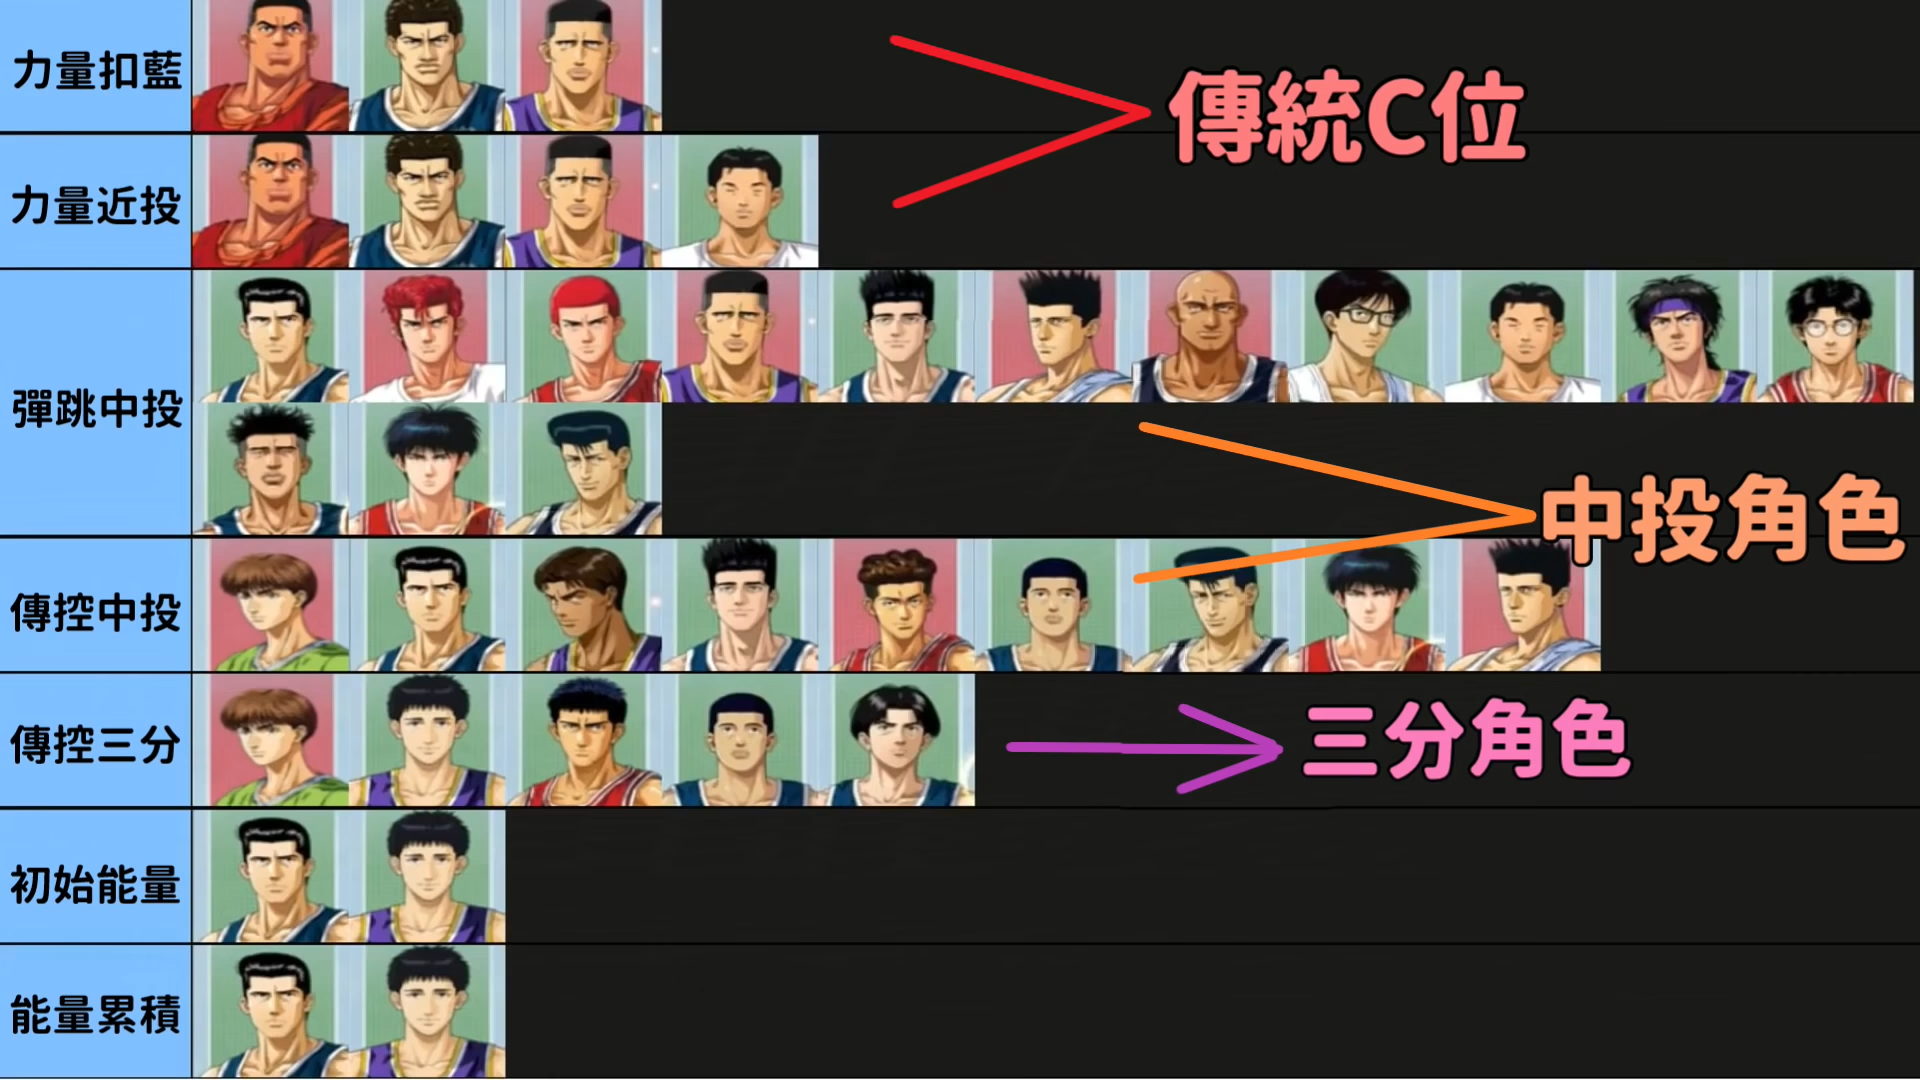 力量扣藍
傳統C位
力量近投
彈跳中投
中投角色
傳控中投
傳控三分
三分角色
初始能量
能量累積